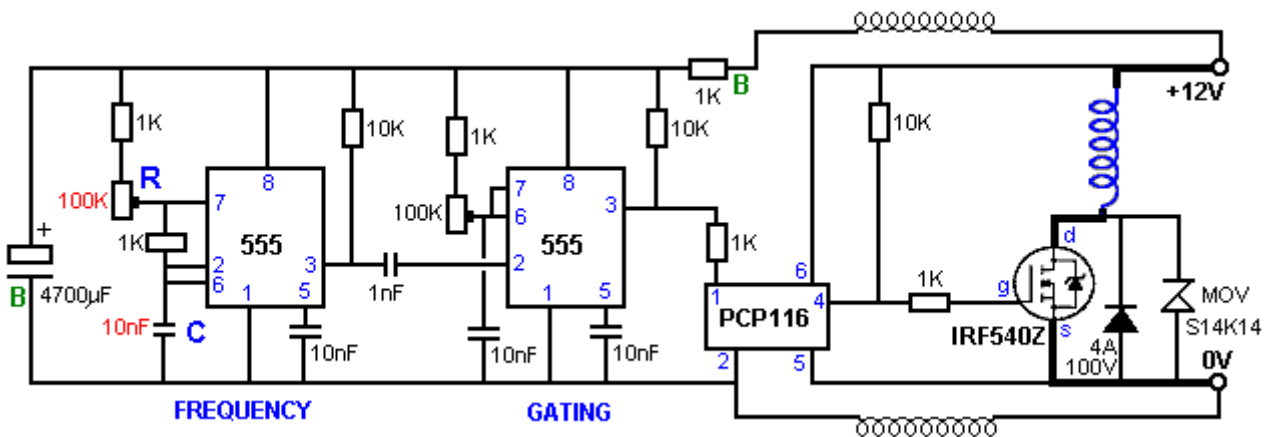 1K
B
+12V
1K
10K
1K
10K
10K
100K
R
7
8
555
1K
2
6
3
1
5
+
B
4700µF
10nF
C
10nF
1nF
100K
7
6
8
3
555
2
1
5
10nF
10nF
1K
1
6
4
PCP116
2
5
1K
g
d
s
IRF540Z
4A
100V
MOV
S14K14
0V
FREQUENCY
GATING